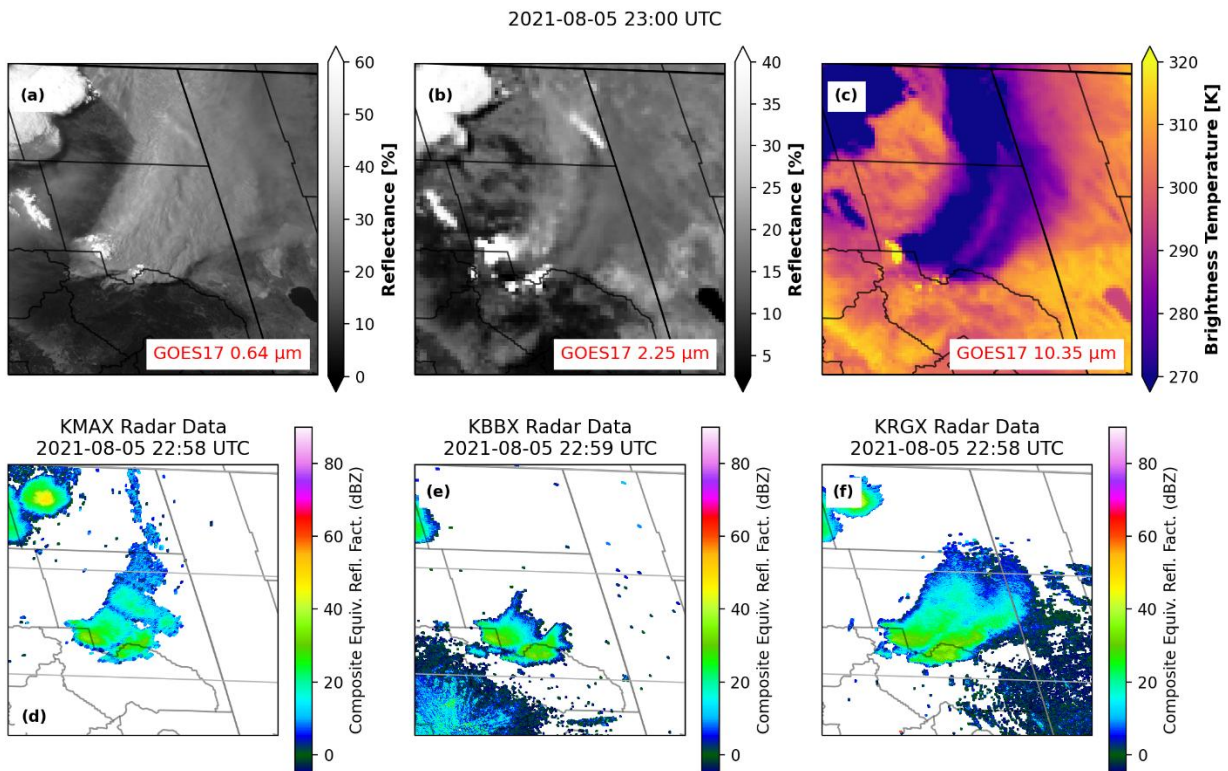 2021-08-05 23:00 UTC
(a)
GOES17 0.64 μm
60
50
40
30
20
10
0
Reflectance [%]
(b)
GOES17 2.25 μm
40
35
30
25
20
15
10
5
Reflectance [%]
(c)
GOES17 10.35 μm
320
310
300
290
280
270
Brightness Temperature [K]
KMAX Radar Data
2021-08-05 22:58 UTC
(d)
80
60
40
20
0
Composite Equiv. Refl. Fact. (dBZ)
KBBX Radar Data
2021-08-05 22:59 UTC
(e)
80
60
40
20
0
Composite Equiv. Refl. Fact. (dBZ)
KRGX Radar Data
2021-08-05 22:58 UTC
(f)
80
60
40
20
0
Composite Equiv. Refl. Fact. (dBZ)